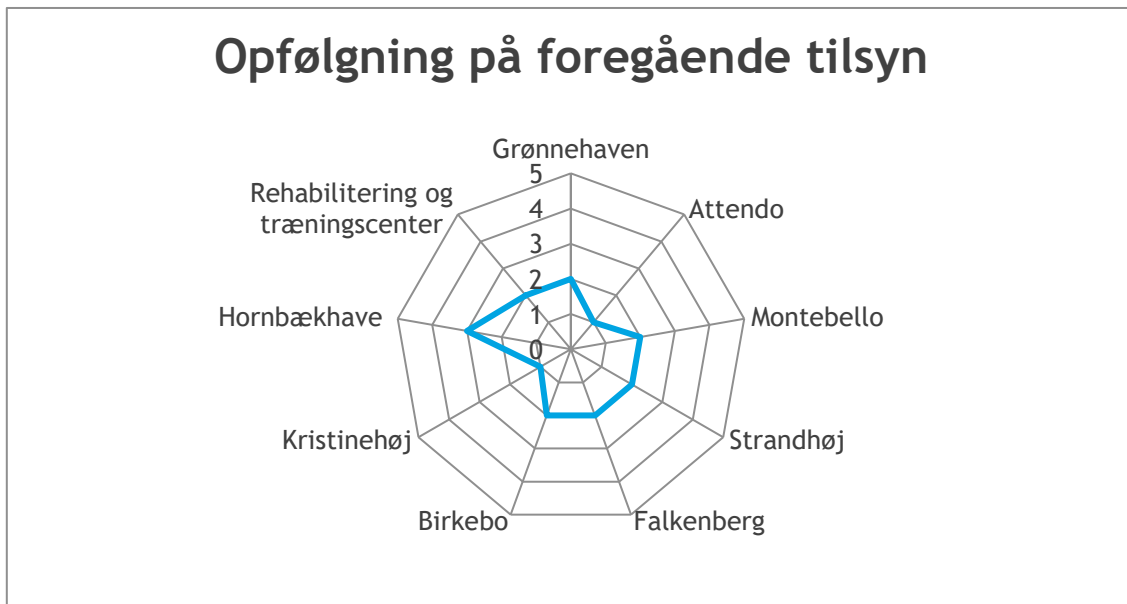 Opfølgning på foregående tilsyn
Grønnehaven
5
4
3
2
1
0
Attendo
Montebello
Strandhøj
Falkenberg
Birkebo
Kristinehøj
Hornbækhave
Rehabilitering og
træningscenter